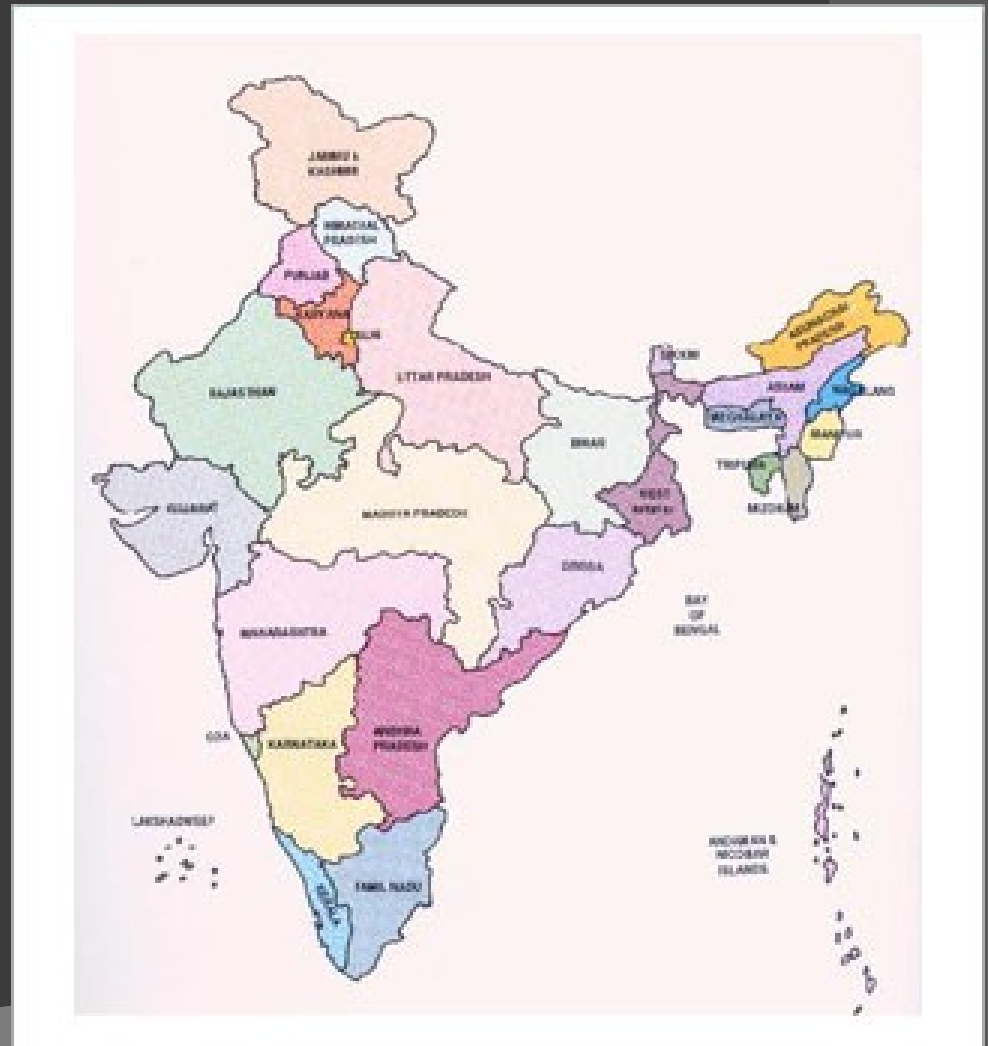 JAMMU &
KASHMIR
HIMACHAL
PRADESH
PUNJAB
HARYANA
DELHI
UTTAR PRADESH
RAJASTHAN
SIKKIM
ARUNACHAL
PRADESH
ASSAM
NAGALAND
MEGHALAYA
MANIPUR
BIHAR
TRIPURA
MIZORAM
WEST
BENGAL
GUJARAT
MADHYA PRADESH
ORISSA
BAY
OF
BENGAL
MAHARASHTRA
GOA
KARNATAKA
ANDHRA
PRADESH
LAKSHADWEEP
ANDAMAN &
NICOBAR
ISLANDS
KERALA
TAMIL NADU